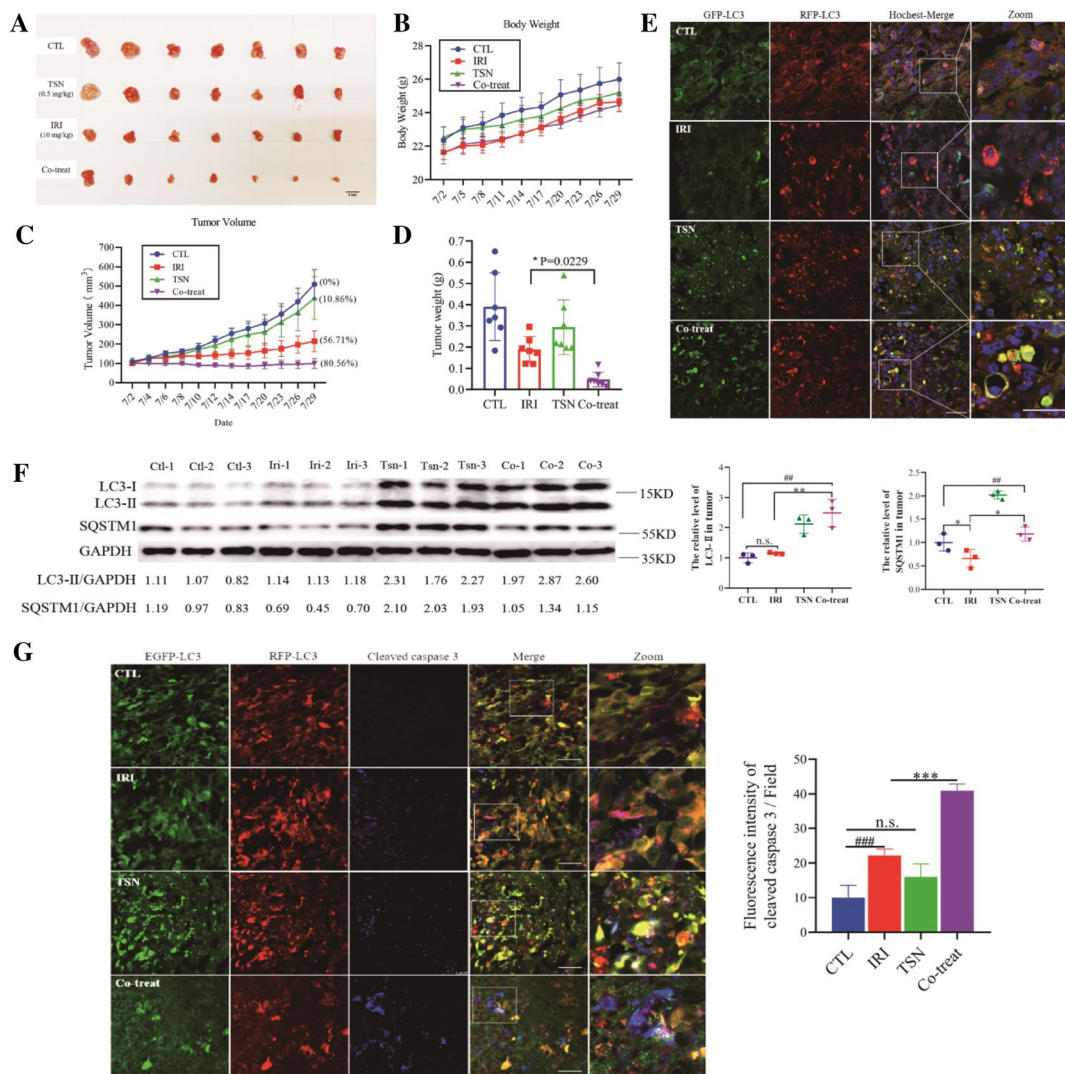 A
CTL
TSN
(0.5 mg/kg)
IRI
(10 mg/kg)
Co-treat
B
Body Weight
Body Weight (g)
28
26
24
22
20
CTL
IRI
TSN
Co-treat
7/2
7/5
7/8
7/11
7/14
7/17
7/20
7/23
7/26
7/29
C
Tumor Volume
Tumor Volume ( mm³)
700
600
500
400
300
200
100
0
CTL
IRI
TSN
Co-treat
(0%)
(10.86%)
(56.71%)
(80.56%)
7/2
7/4
7/6
7/8
7/10
7/12
7/14
7/17
7/20
7/23
7/26
7/29
Date
D
Tumor weight (g)
0.7
0.6
0.5
0.4
0.3
0.2
0.1
0.0
* P=0.0229
CTL IRI TSN Co-treat
E
GFP-LC3 RFP-LC3 Hochest-Merge Zoom
CTL
IRI
TSN
Co-treat
F
Ctl-1 Ctl-2 Ctl-3 Iri-1 Iri-2 Iri-3 Tsn-1 Tsn-2 Tsn-3 Co-1 Co-2 Co-3
LC3-I
LC3-II
15KD
SQSTM1
55KD
GAPDH
35KD
LC3-II/GAPDH 1.11 1.07 0.82 1.14 1.13 1.18 2.31 1.76 2.27 1.97 2.87 2.60
SQSTM1/GAPDH 1.19 0.97 0.83 0.69 0.45 0.70 2.10 2.03 1.93 1.05 1.34 1.15
The relative level of
LC3-II in tumor
4
3
2
1
0
##
**
n.s.
CTL IRI TSN Co-treat
The relative level of
SQSTM1 in tumor
2.5
2.0
1.5
1.0
0.5
0.0
##
*
*
CTL IRI TSN Co-treat
G
EGFP-LC3 RFP-LC3 Cleaved caspase 3 Merge Zoom
CTL
IRI
TSN
Co-treat
Fluorescence intensity of
cleaved caspase 3 / Field
50
40
30
20
10
0
***
n.s.
###
CTL
IRI
TSN
Co-treat